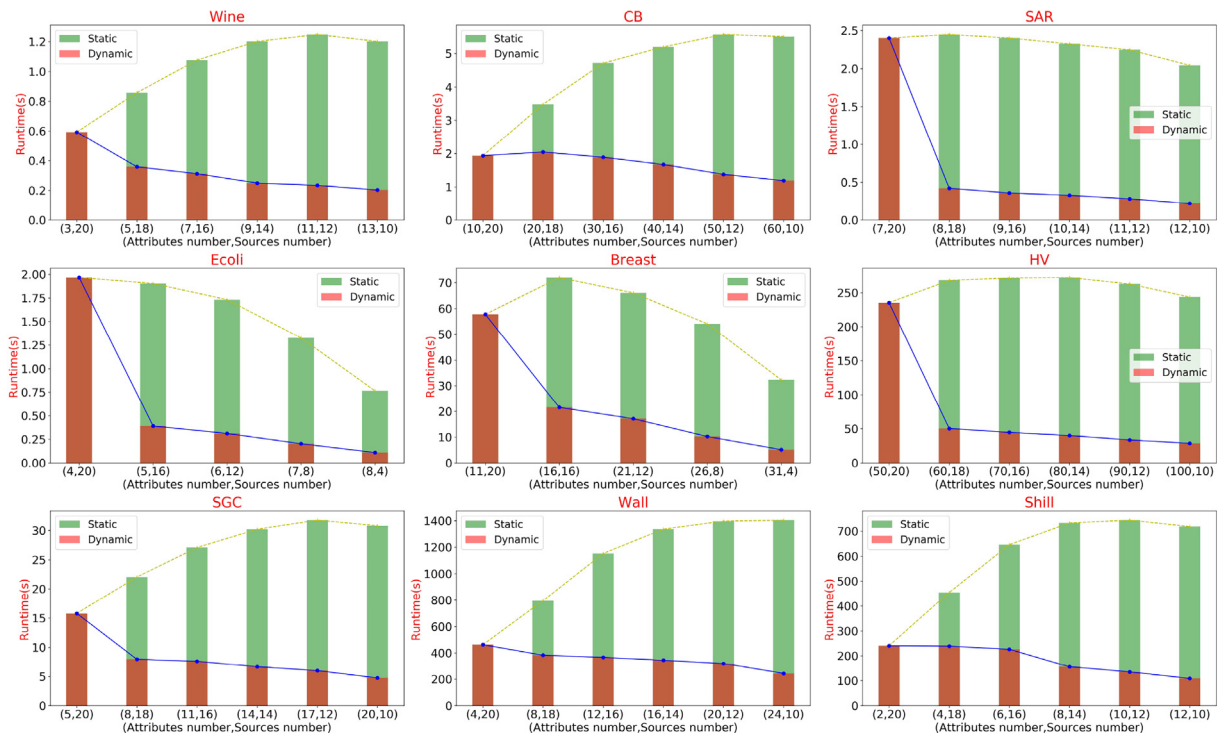 Wine
Runtime(s)
1.2
1.0
0.8
0.6
0.4
0.2
0.0
Static
Dynamic
(3,20) (5,18) (7,16) (9,14) (11,12) (13,10)
(Attributes number,Sources number)
CB
Runtime(s)
5
4
3
2
1
0
Static
Dynamic
(10,20) (20,18) (30,16) (40,14) (50,12) (60,10)
(Attributes number,Sources number)
SAR
Runtime(s)
2.5
2.0
1.5
1.0
0.5
0.0
Static
Dynamic
(7,20) (8,18) (9,16) (10,14) (11,12) (12,10)
(Attributes number,Sources number)
Ecoli
Runtime(s)
2.00
1.75
1.50
1.25
1.00
0.75
0.50
0.25
0.00
Static
Dynamic
(4,20) (5,16) (6,12) (7,8) (8,4)
(Attributes number,Sources number)
Breast
Runtime(s)
70
60
50
40
30
20
10
0
Static
Dynamic
(11,20) (16,16) (21,12) (26,8) (31,4)
(Attributes number,Sources number)
HV
Runtime(s)
250
200
150
100
50
0
Static
Dynamic
(50,20) (60,18) (70,16) (80,14) (90,12) (100,10)
(Attributes number,Sources number)
SGC
Runtime(s)
30
25
20
15
10
5
0
Static
Dynamic
(5,20) (8,18) (11,16) (14,14) (17,12) (20,10)
(Attributes number,Sources number)
Wall
Runtime(s)
1400
1200
1000
800
600
400
200
0
Static
Dynamic
(4,20) (8,18) (12,16) (16,14) (20,12) (24,10)
(Attributes number,Sources number)
Shill
Runtime(s)
700
600
500
400
300
200
100
0
Static
Dynamic
(2,20) (4,18) (6,16) (8,14) (10,12) (12,10)
(Attributes number,Sources number)